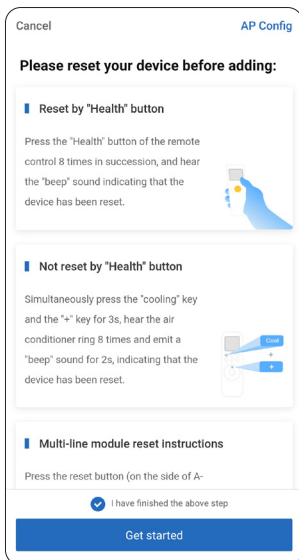 Cancel AP Config
Please reset your device before adding:
Reset by "Health" button
Press the "Health" button of the remote
control 8 times in succession, and hear
the "beep" sound indicating that the
device has been reset.
Not reset by "Health" button
Simultaneously press the "cooling" key
and the "+" key for 3s, hear the air
conditioner ring 8 times and emit a
"beep" sound for 2s, indicating that the
device has been reset.
Cool
+
+
Multi-line module reset instructions
Press the reset button (on the side of A-
I have finished the above step
Get started